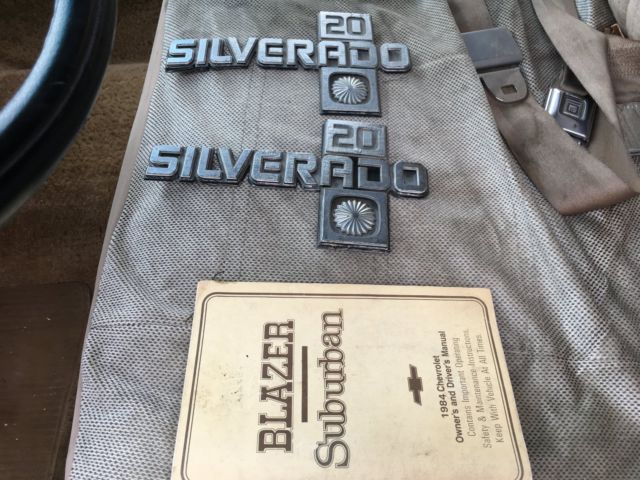 20
SILVERADO
20
SILVERADO
BLAZER
Suburban
1984 Chevrolet
Owner's and Driver's Manual
Contains Important Operating
Safety & Maintenance Instructions.
Keep With Vehicle At All Times.